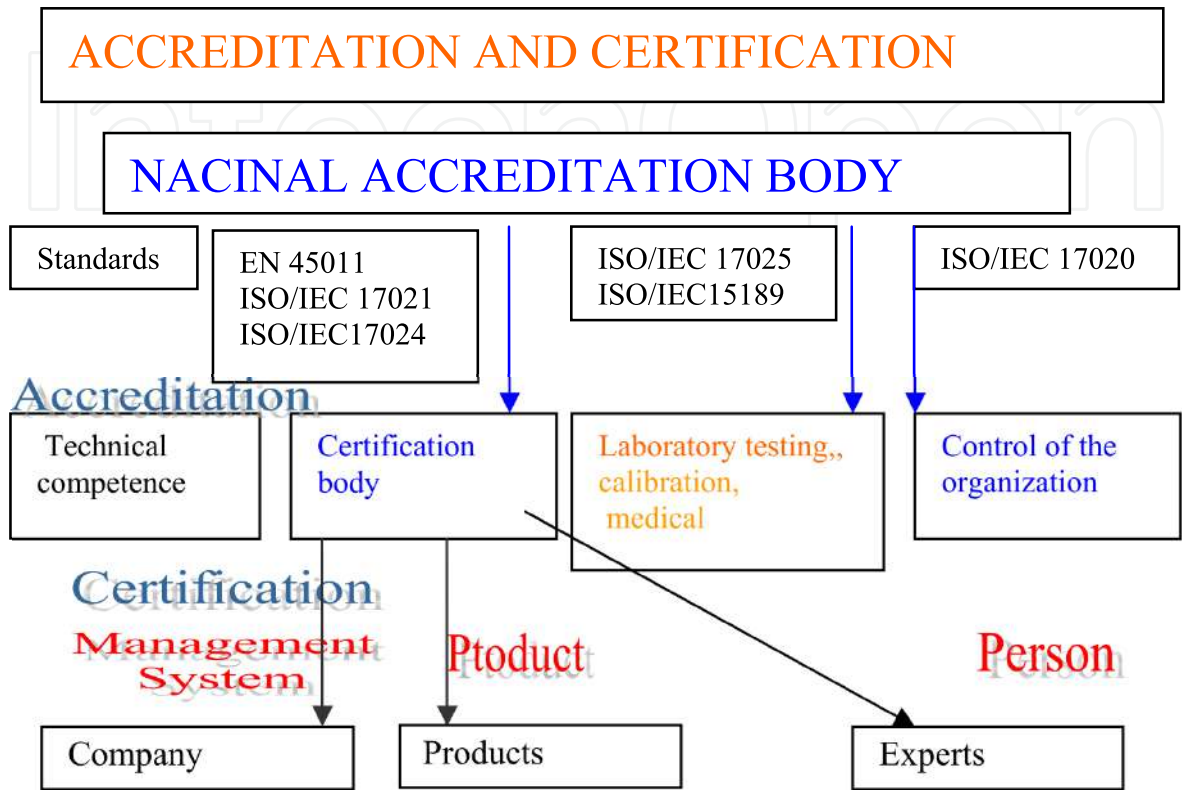 ACCREDITATION AND CERTIFICATION
NACINAL ACCREDITATION BODY
Standards
EN 45011
ISO/IEC 17021
ISO/IEC17024
ISO/IEC 17025
ISO/IEC15189
ISO/IEC 17020
Accreditation
Technical
competence
Certification
body
Laboratory testing,,
calibration,
medical
Control of the
organization
Certification
Management
System
Ptoduct
Person
Company
Products
Experts